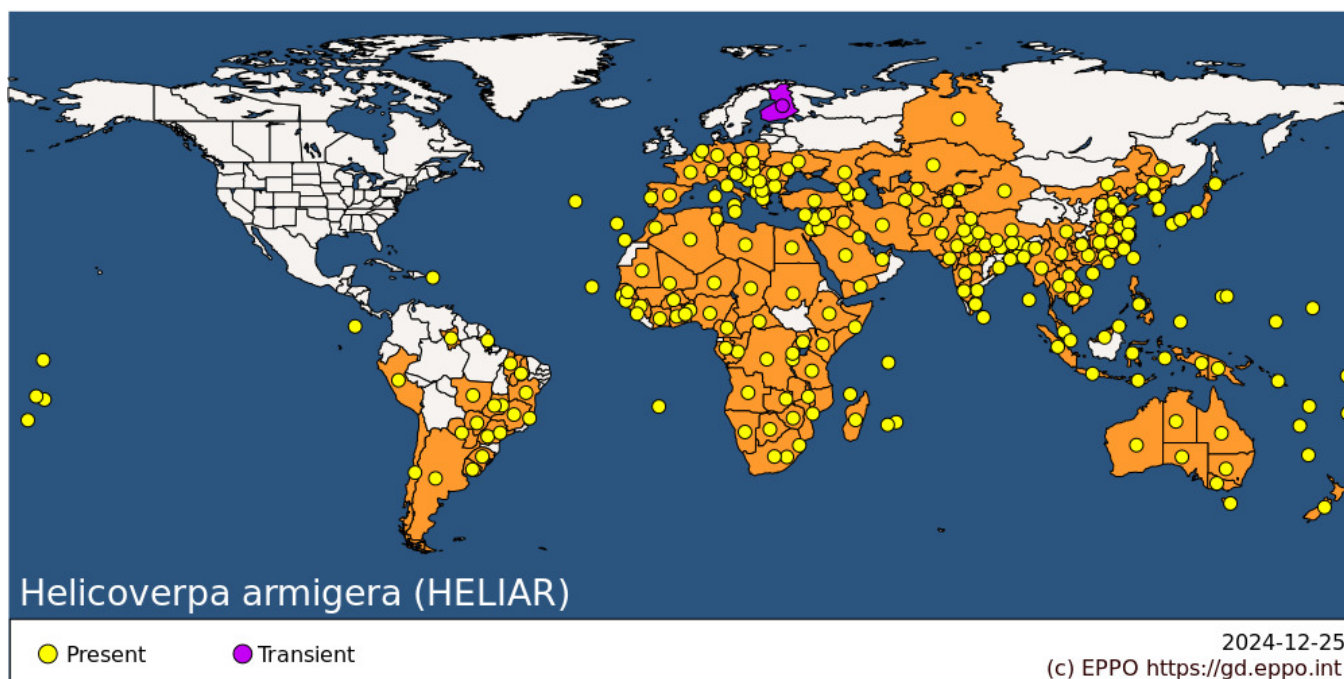 Helicoverpa armigera (HELIAR)
Present
Transient
2024-12-25
(c) EPPO https://gd.eppo.int